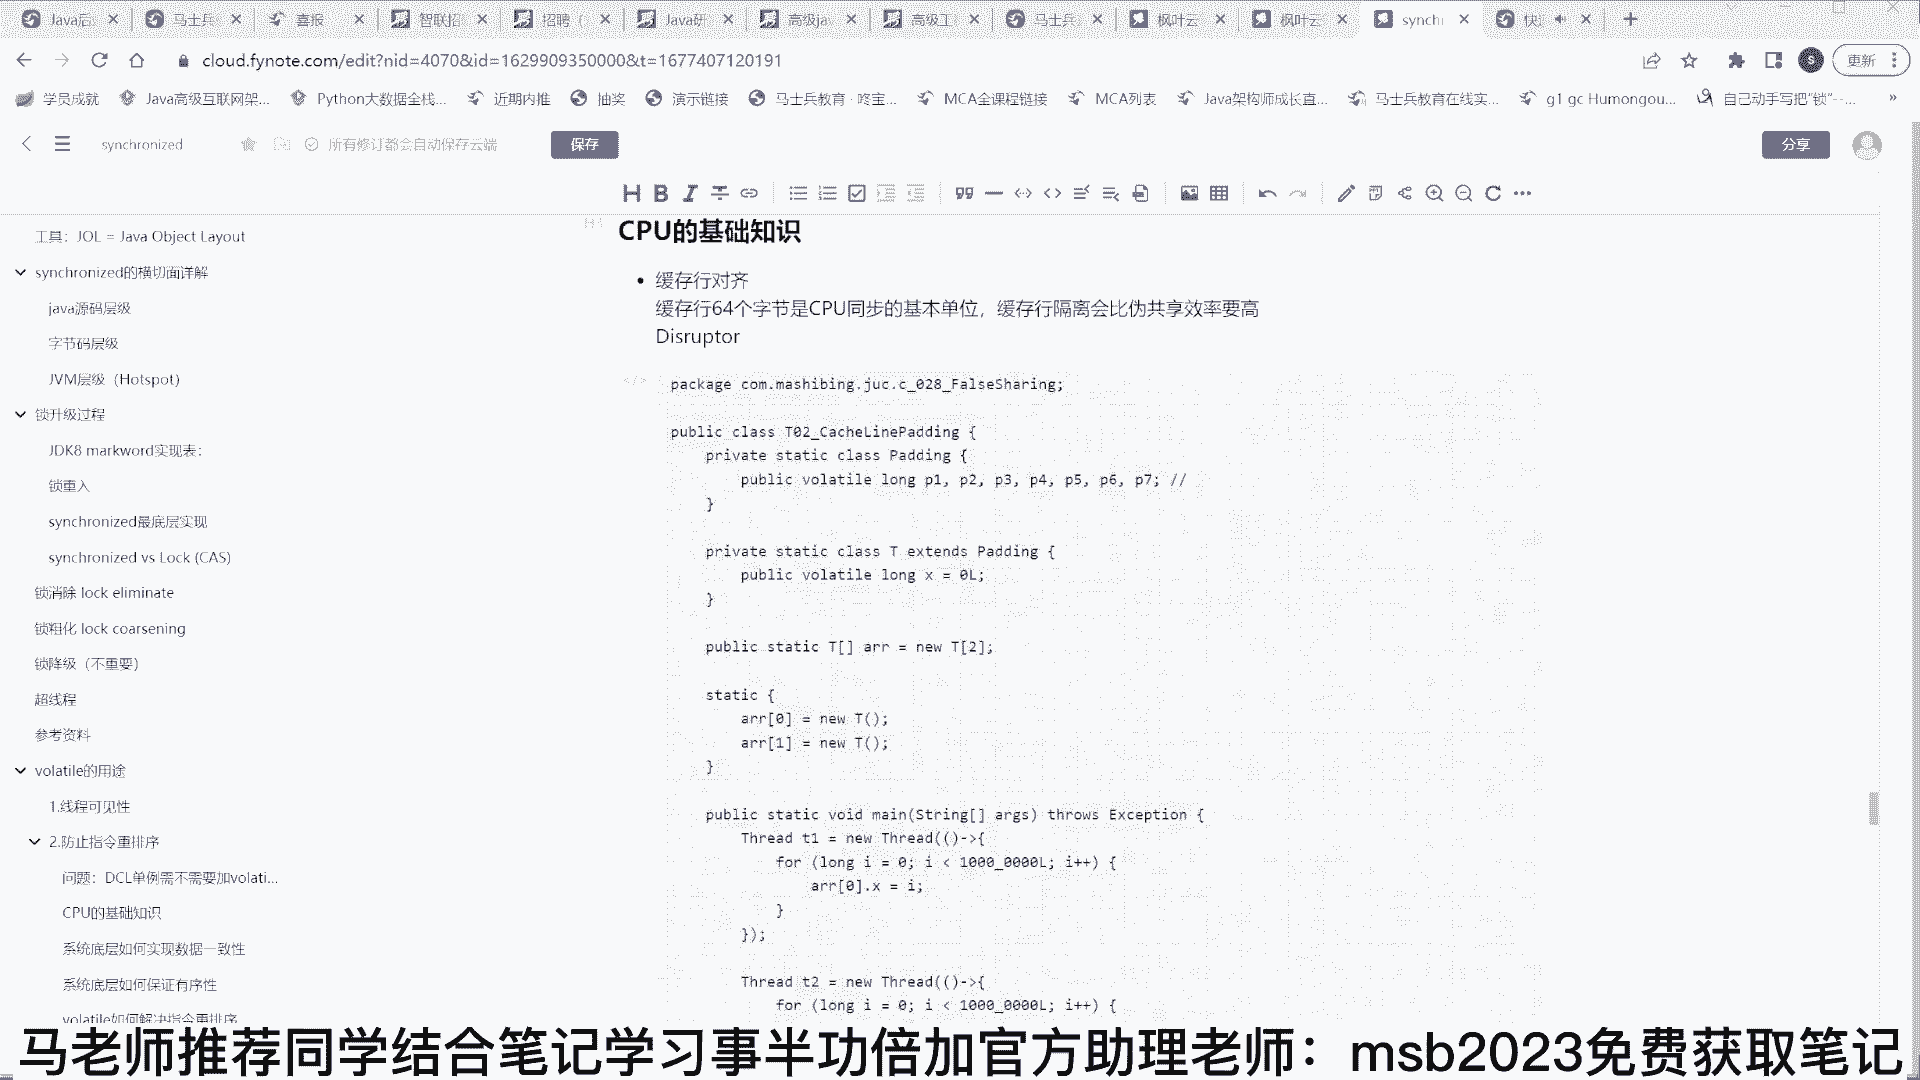 Java后
马士兵
喜报
智联招
招聘（
Java研
高级jav
高级工
马士兵
枫叶云
枫叶云
synchr
cloud.fynote.com/edit?nid=4070&id=1629909350000&t=1677407120191
S
更新
学员成就
Java高级互联网架...
Python大数据全栈...
近期内推
抽奖
演示链接
马士兵教育 · 咚宝...
MCA全课程链接
MCA列表
Java架构师成长直...
马士兵教育在线实...
g1 gc Humongou...
自己动手写把"锁"--...
»
synchronized
所有修订都会自动保存云端
保存
分享
工具：JOL = Java Object Layout
synchronized的横切面详解
java源码层级
字节码层级
JVM层级（Hotspot）
锁升级过程
JDK8 markword实现表：
锁重入
synchronized最底层实现
synchronized vs Lock (CAS)
锁消除 lock eliminate
锁粗化 lock coarsening
锁降级（不重要）
超线程
参考资料
volatile的用途
1.线程可见性
2.防止指令重排序
问题：DCL单例需不需要加volati...
CPU的基础知识
系统底层如何实现数据一致性
系统底层如何保证有序性
volatile如何解决指令重排序
CPU的基础知识
• 缓存行对齐
缓存行64个字节是CPU同步的基本单位，缓存行隔离会比伪共享效率要高
Disruptor
package com.mashibing.juc.c_028_FalseSharing;
public class T02_CacheLinePadding {
private static class Padding {
public volatile long p1, p2, p3, p4, p5, p6, p7; //
}
private static class T extends Padding {
public volatile long x = 0L;
}
public static T[] arr = new T[2];
static {
arr[0] = new T();
arr[1] = new T();
}
public static void main(String[] args) throws Exception {
Thread t1 = new Thread(()->{
for (long i = 0; i < 1000_0000L; i++) {
arr[0].x = i;
}
});
Thread t2 = new Thread(()->{
for (long i = 0; i < 1000_0000L; i++) {
马老师推荐同学结合笔记学习事半功倍加官方助理老师：msb2023免费获取笔记